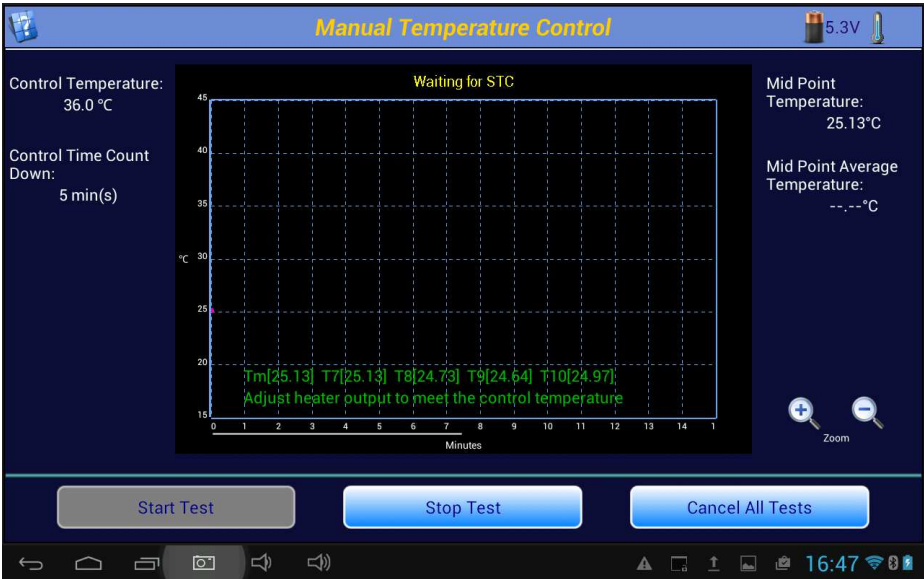 Manual Temperature Control
5.3V
Control Temperature:
36.0 ℃
Control Time Count
Down:
5 min(s)
Waiting for STC
45
40
35
℃ 30
25
20
15
Tm[25.13] T7[25.13] T8[24.73] T9[24.64] T10[24.97]
Adjust heater output to meet the control temperature
0 1 2 3 4 5 6 7 8 9 10 11 12 13 14 1
Minutes
Mid Point
Temperature:
25.13°C
Mid Point Average
Temperature:
--.--°C
Zoom
Start Test
Stop Test
Cancel All Tests
16:47